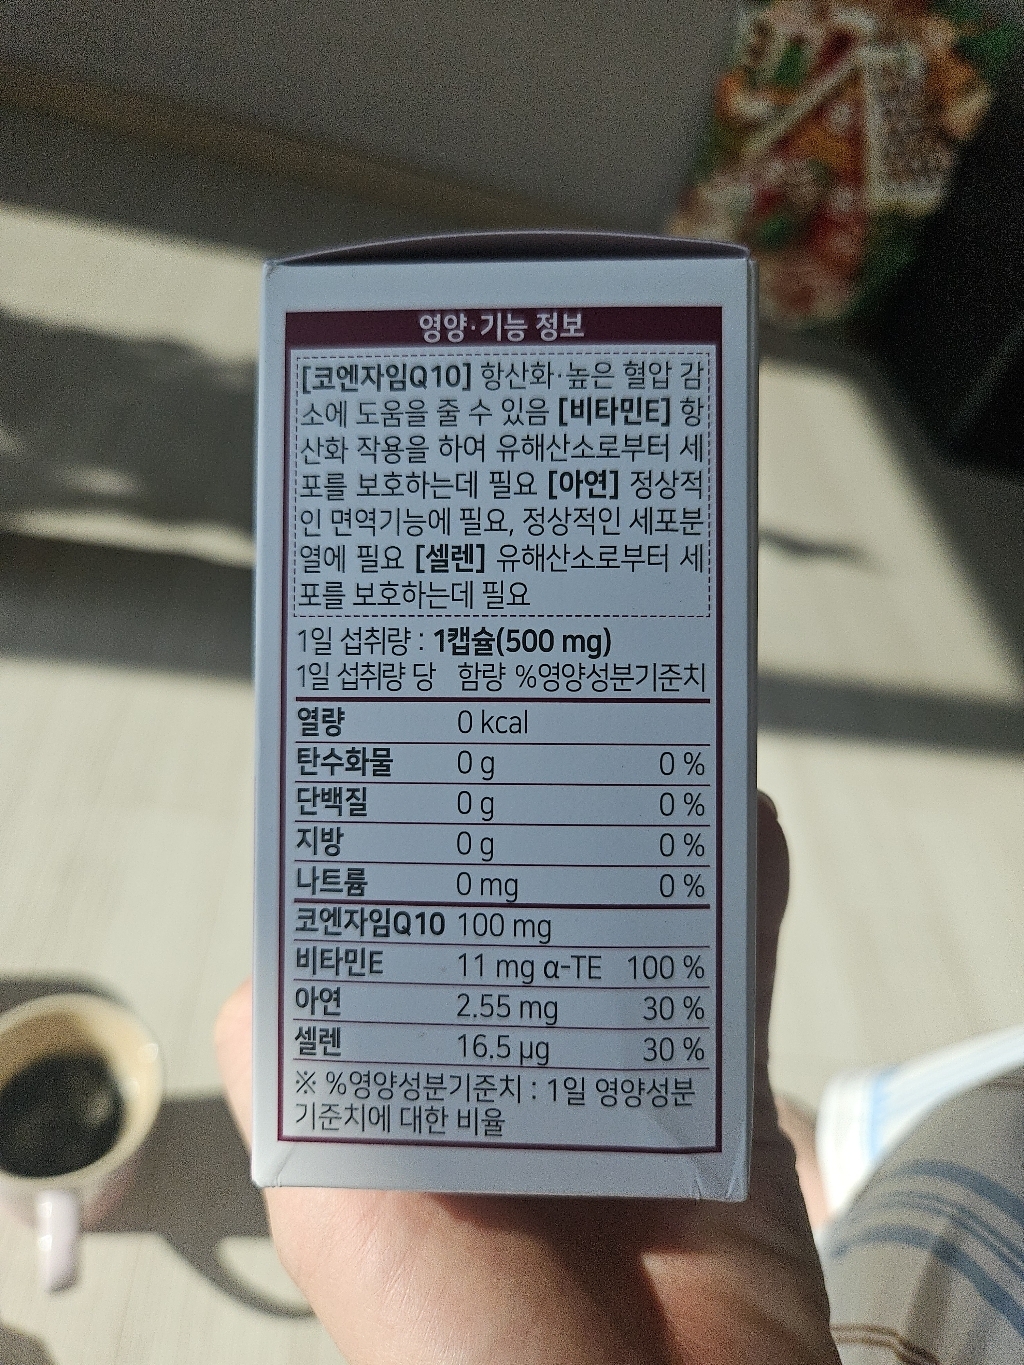 영양·기능 정보
[코엔자임Q10] 항산화·높은 혈압 감
소에 도움을 줄 수 있음 [비타민E] 항
산화 작용을 하여 유해산소로부터 세
포를 보호하는데 필요 [아연] 정상적
인 면역기능에 필요, 정상적인 세포분
열에 필요 [셀렌] 유해산소로부터 세
포를 보호하는데 필요
1일 섭취량 : 1캡슐(500 mg)
1일 섭취량 당 함량 %영양성분기준치
열량 0 kcal
탄수화물 0 g 0 %
단백질 0 g 0 %
지방 0 g 0 %
나트륨 0 mg 0 %
코엔자임Q10 100 mg
비타민E 11 mg α-TE 100 %
아연 2.55 mg 30 %
셀렌 16.5 µg 30 %
※ %영양성분기준치 : 1일 영양성분
기준치에 대한 비율